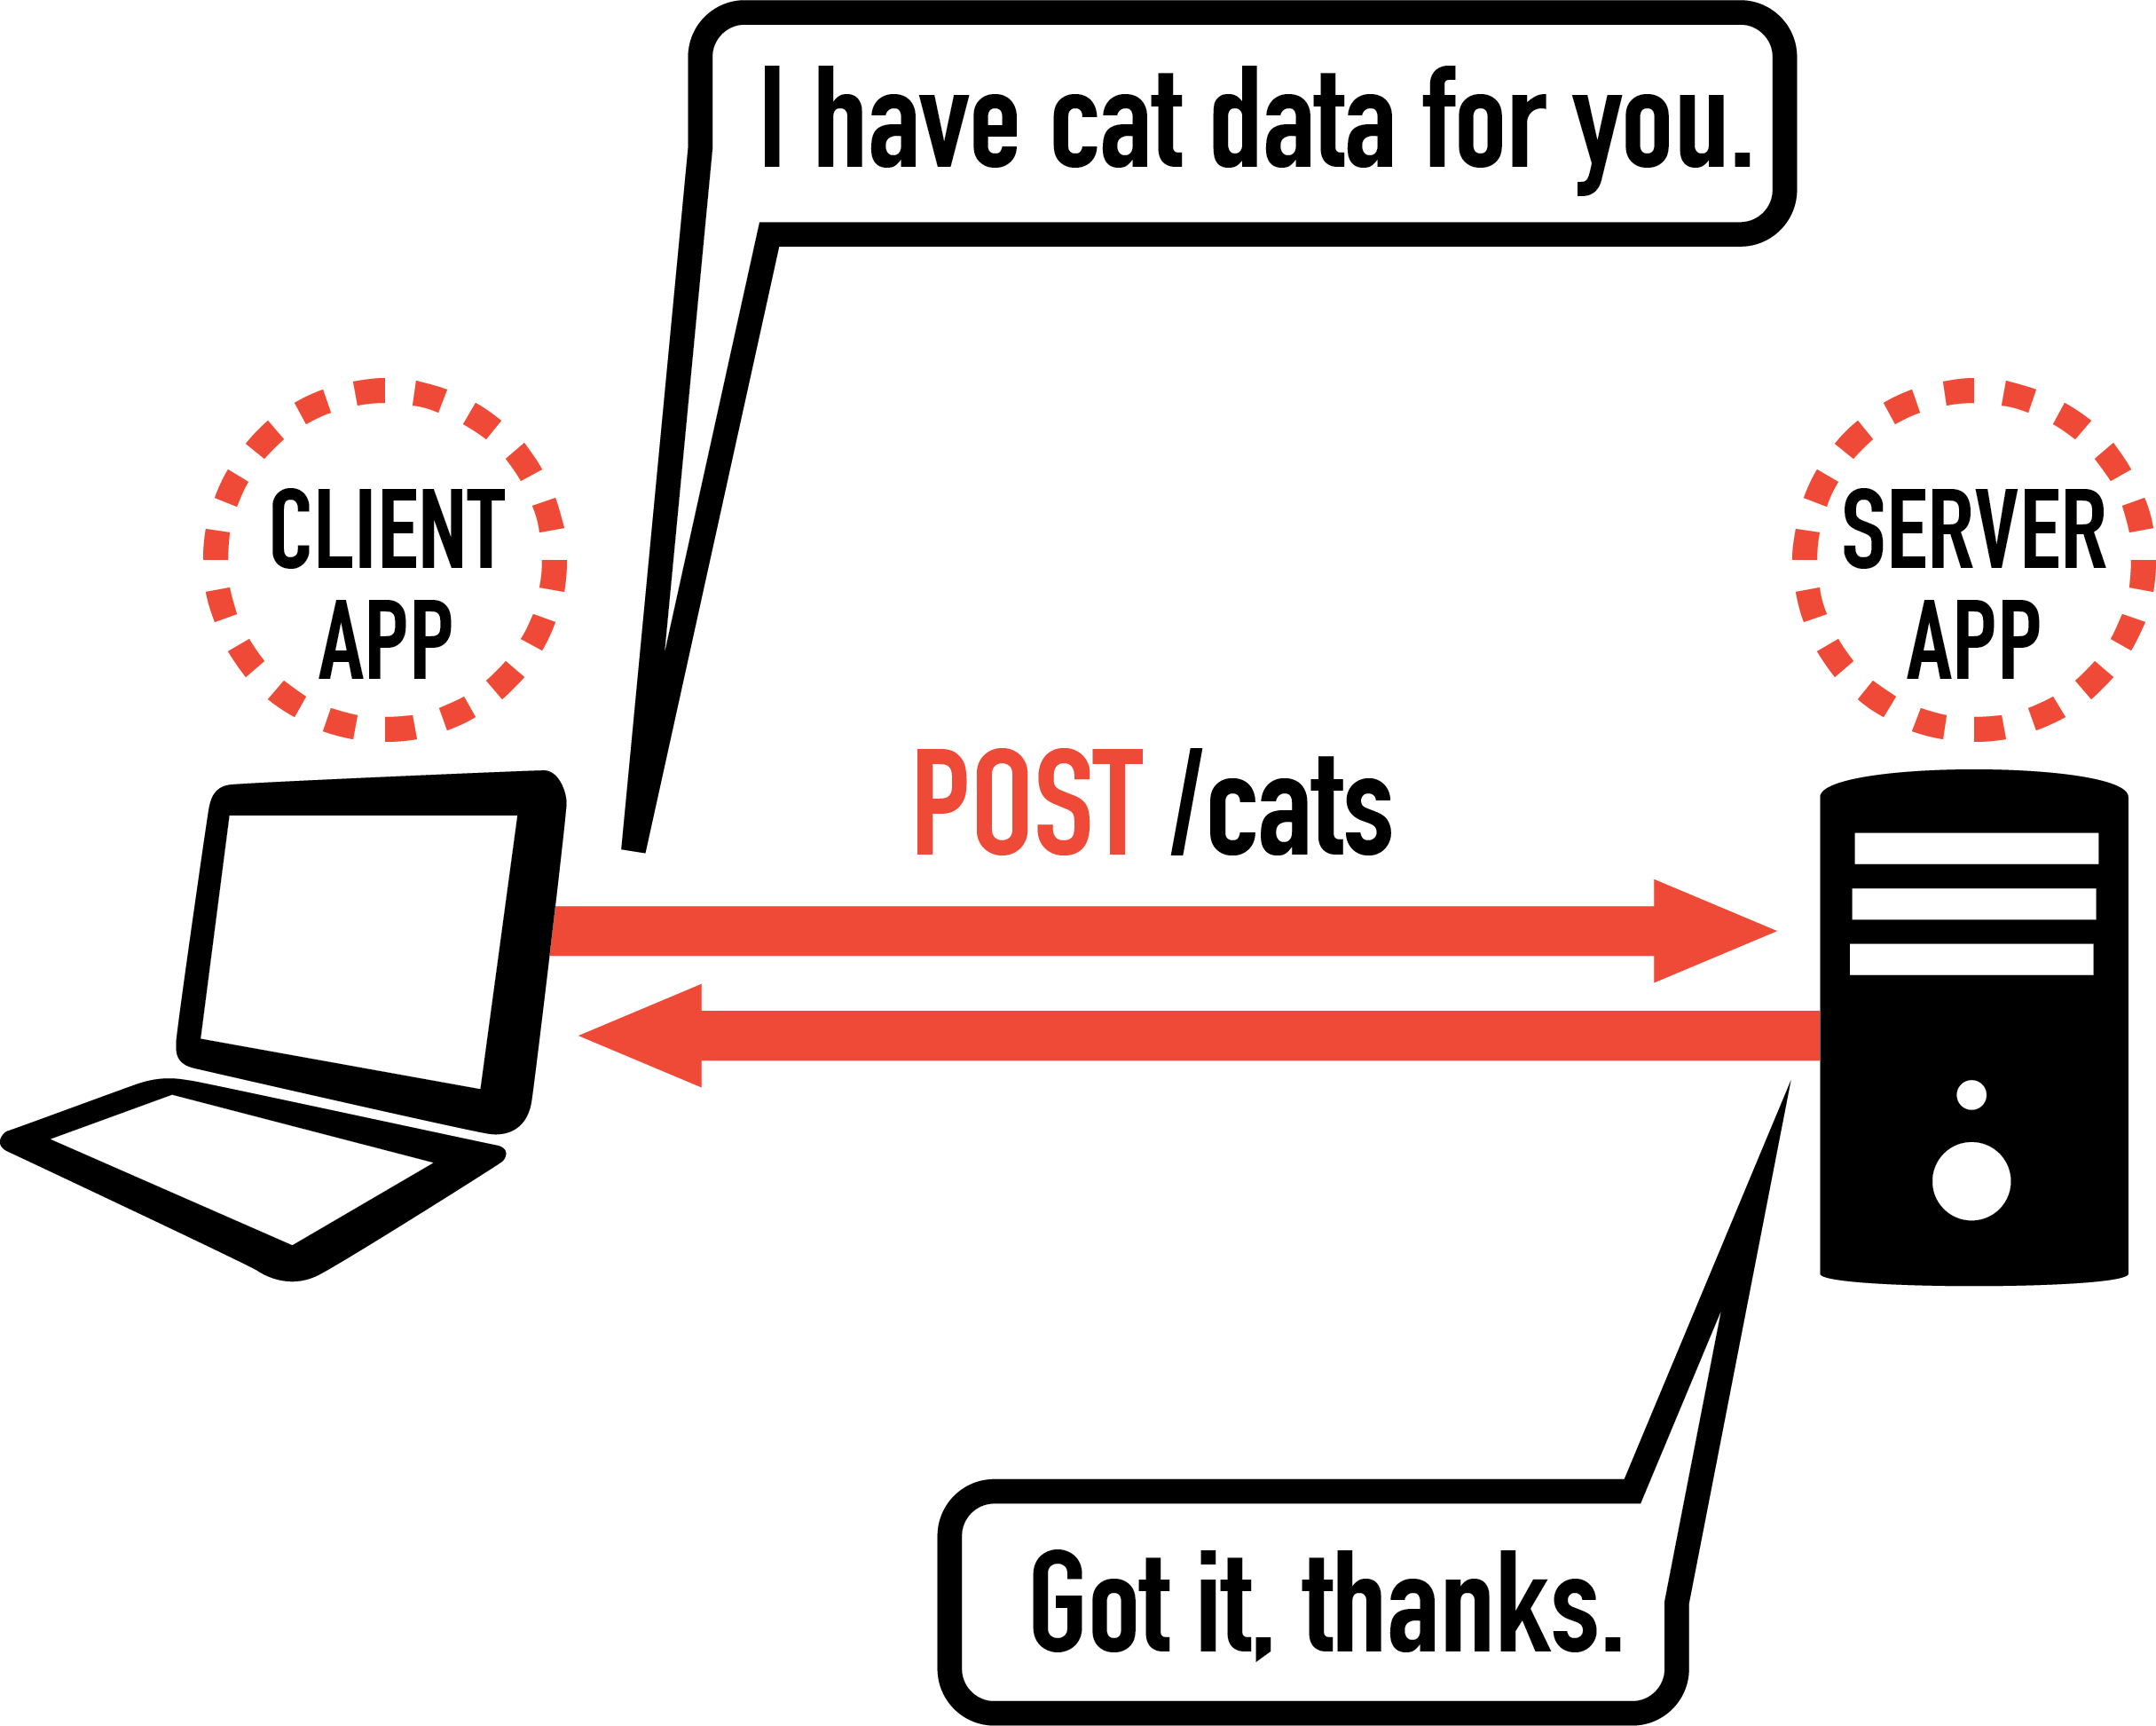 I have cat data for you.
CLIENT
APP
SERVER
APP
POST /cats
Got it, thanks.